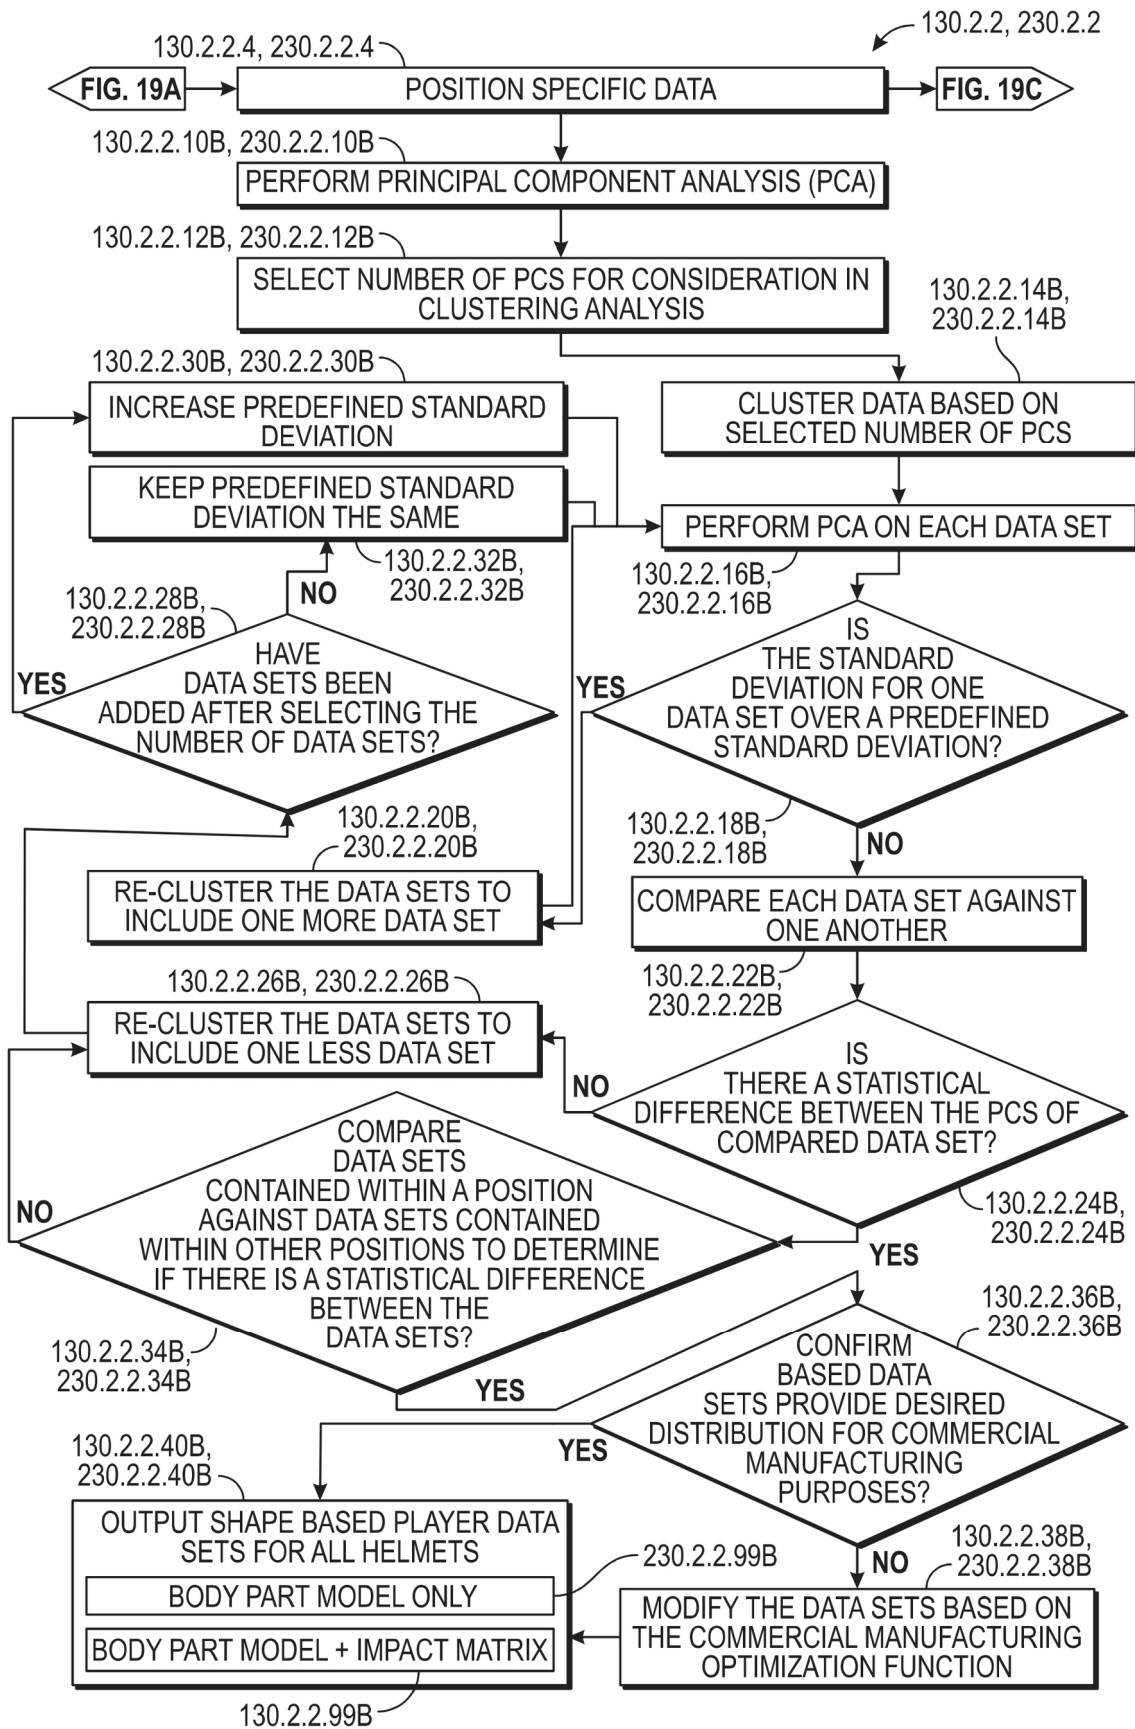 130.2.2, 230.2.2
130.2.2.4, 230.2.2.4
FIG. 19A
POSITION SPECIFIC DATA
FIG. 19C
130.2.2.10B, 230.2.2.10B
PERFORM PRINCIPAL COMPONENT ANALYSIS (PCA)
130.2.2.12B, 230.2.2.12B
SELECT NUMBER OF PCS FOR CONSIDERATION IN
CLUSTERING ANALYSIS
130.2.2.14B,
230.2.2.14B
130.2.2.30B, 230.2.2.30B
INCREASE PREDEFINED STANDARD
DEVIATION
CLUSTER DATA BASED ON
SELECTED NUMBER OF PCS
KEEP PREDEFINED STANDARD
DEVIATION THE SAME
PERFORM PCA ON EACH DATA SET
130.2.2.32B,
230.2.2.32B
NO
130.2.2.16B,
230.2.2.16B
130.2.2.28B,
230.2.2.28B
HAVE
DATA SETS BEEN
ADDED AFTER SELECTING THE
NUMBER OF DATA SETS?
YES
IS
THE STANDARD
DEVIATION FOR ONE
DATA SET OVER A PREDEFINED
STANDARD DEVIATION?
YES
130.2.2.18B,
230.2.2.18B
NO
130.2.2.20B,
230.2.2.20B
RE-CLUSTER THE DATA SETS TO
INCLUDE ONE MORE DATA SET
COMPARE EACH DATA SET AGAINST
ONE ANOTHER
130.2.2.22B,
230.2.2.22B
130.2.2.26B, 230.2.2.26B
RE-CLUSTER THE DATA SETS TO
INCLUDE ONE LESS DATA SET
NO
IS
THERE A STATISTICAL
DIFFERENCE BETWEEN THE PCS OF
COMPARED DATA SET?
130.2.2.24B,
230.2.2.24B
YES
COMPARE
DATA SETS
CONTAINED WITHIN A POSITION
AGAINST DATA SETS CONTAINED
WITHIN OTHER POSITIONS TO DETERMINE
IF THERE IS A STATISTICAL DIFFERENCE
BETWEEN THE
DATA SETS?
NO
130.2.2.34B,
230.2.2.34B
YES
130.2.2.36B,
230.2.2.36B
CONFIRM
BASED DATA
SETS PROVIDE DESIRED
DISTRIBUTION FOR COMMERCIAL
MANUFACTURING
PURPOSES?
YES
130.2.2.40B,
230.2.2.40B
OUTPUT SHAPE BASED PLAYER DATA
SETS FOR ALL HELMETS
BODY PART MODEL ONLY
230.2.2.99B
BODY PART MODEL + IMPACT MATRIX
130.2.2.99B
NO
130.2.2.38B,
230.2.2.38B
MODIFY THE DATA SETS BASED ON
THE COMMERCIAL MANUFACTURING
OPTIMIZATION FUNCTION